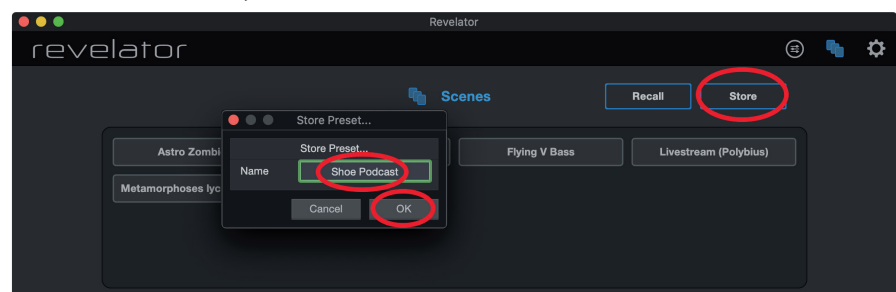 Revelator
revelator
Scenes
Recall
Store
Store Preset...
Astro Zombi
Store Preset...
Flying V Bass
Livestream (Polybius)
Name
Shoe Podcast
Metamorphoses lyc
Cancel
OK